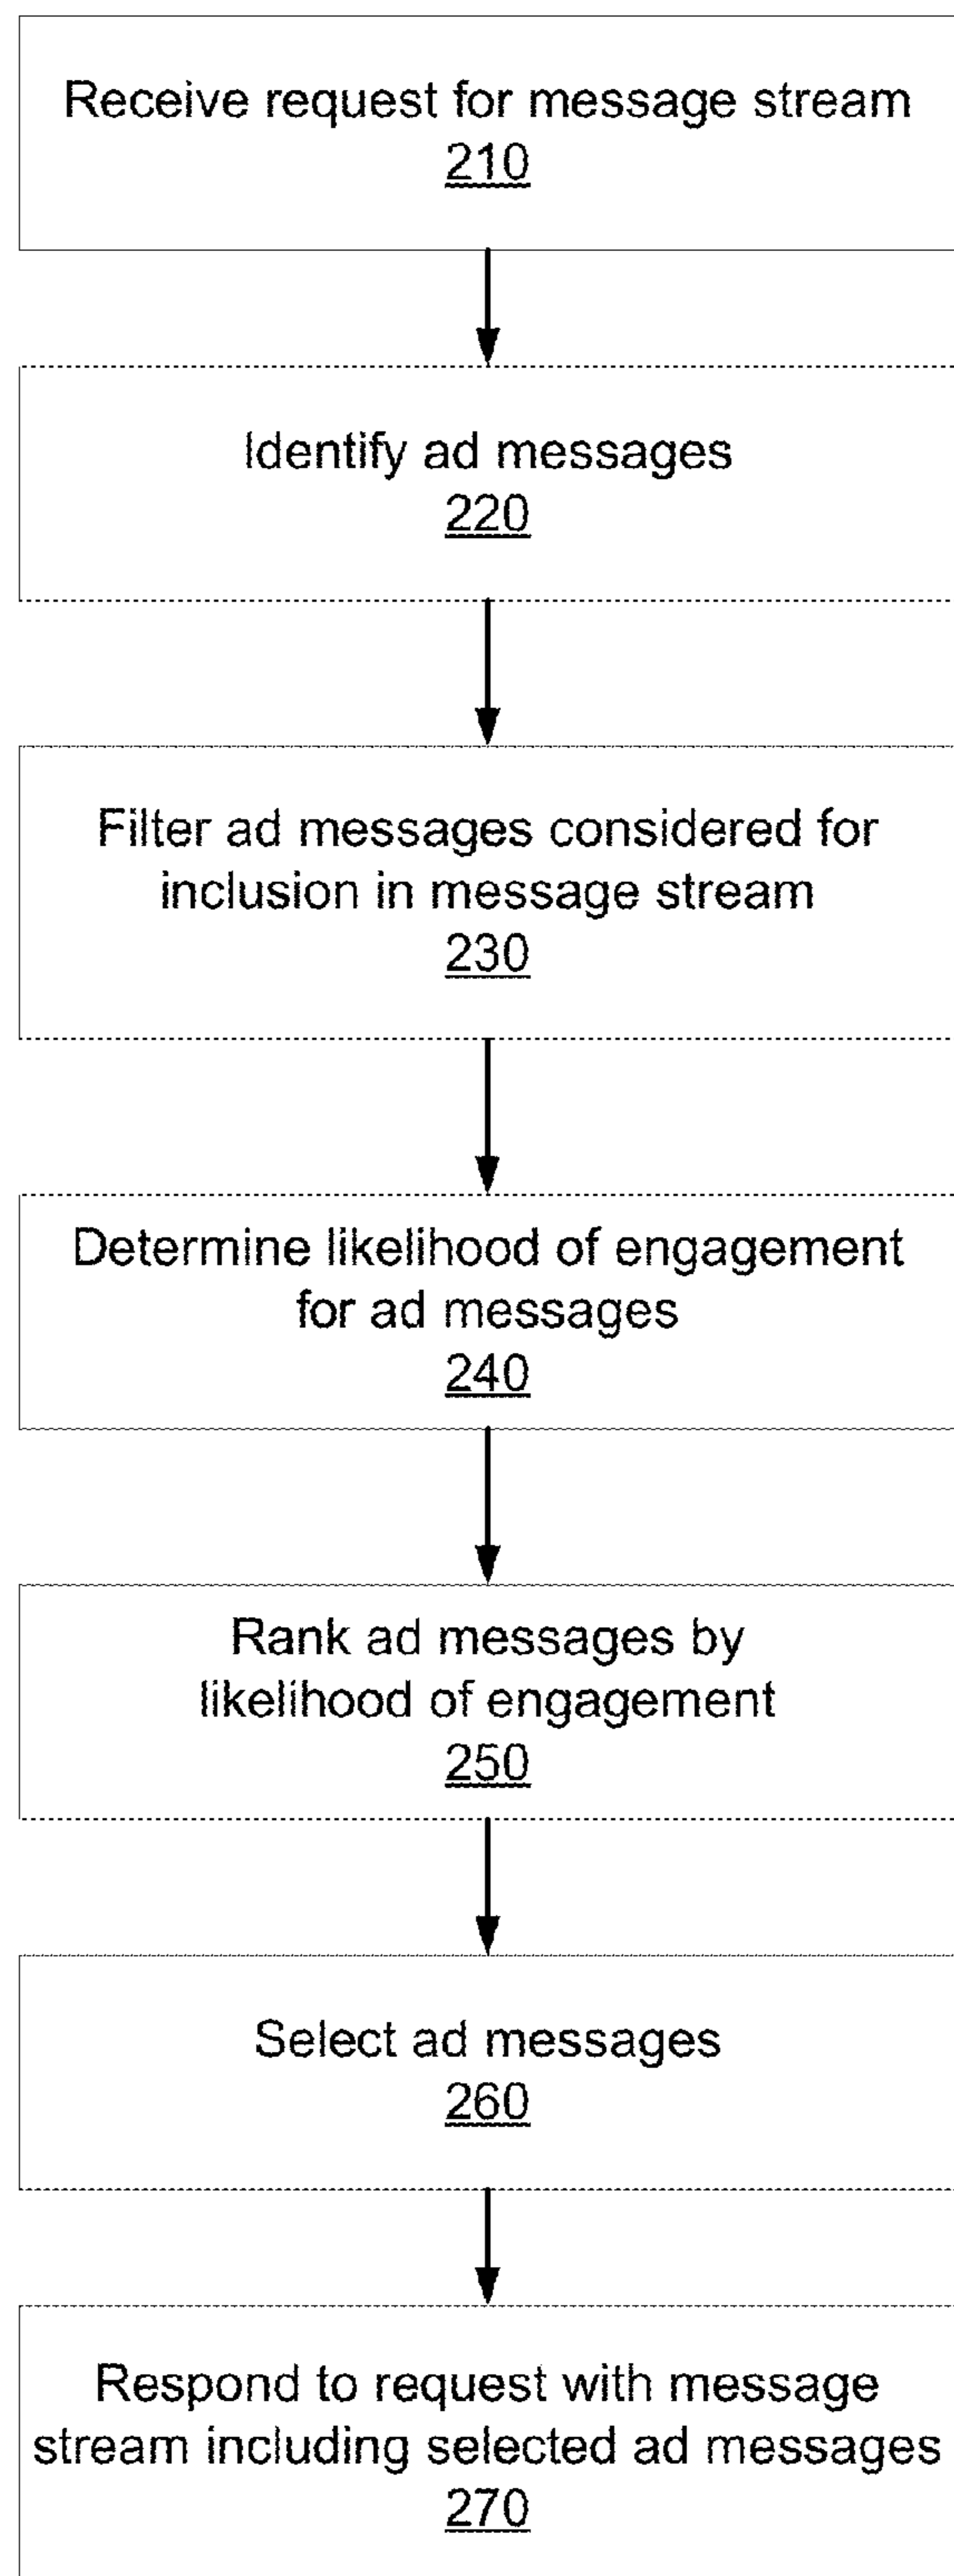 Receive request for message stream
210
Identify ad messages
220
Filter ad messages considered for
inclusion in message stream
230
Determine likelihood of engagement
for ad messages
240
Rank ad messages by
likelihood of engagement
250
Select ad messages
260
Respond to request with message
stream including selected ad messages
270